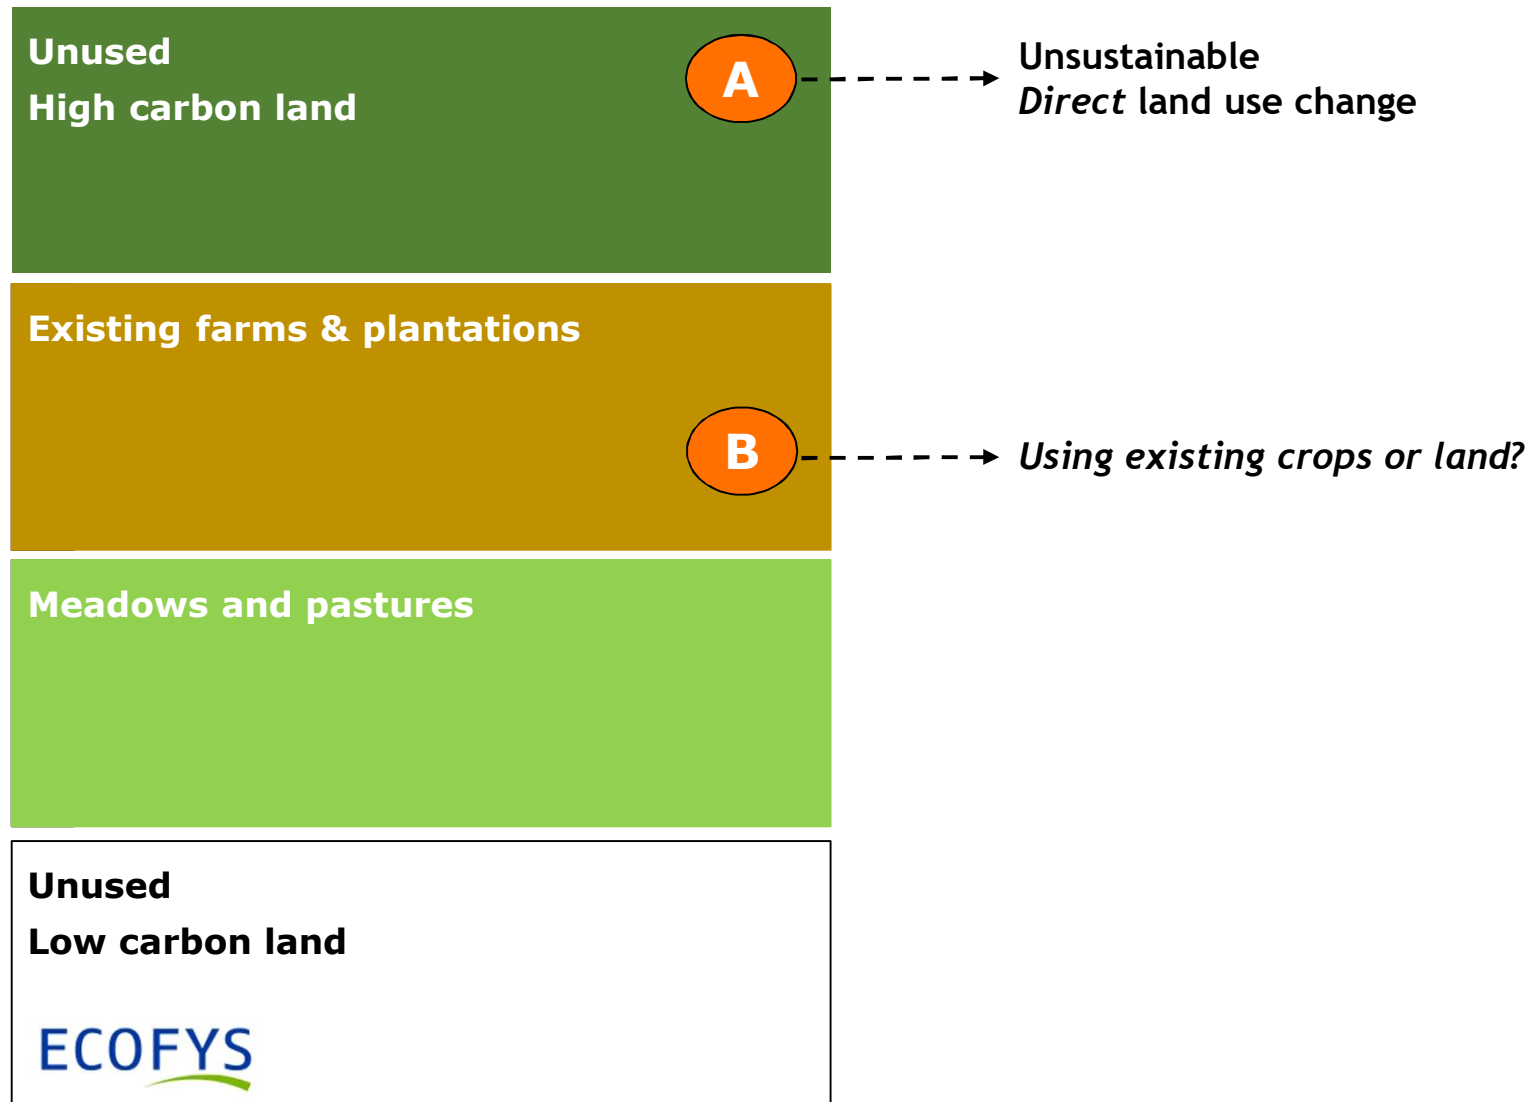 Unused
High carbon land
A
Unsustainable
Direct land use change
Existing farms & plantations
B
Using existing crops or land?
Meadows and pastures
Unused
Low carbon land
ECOFYS